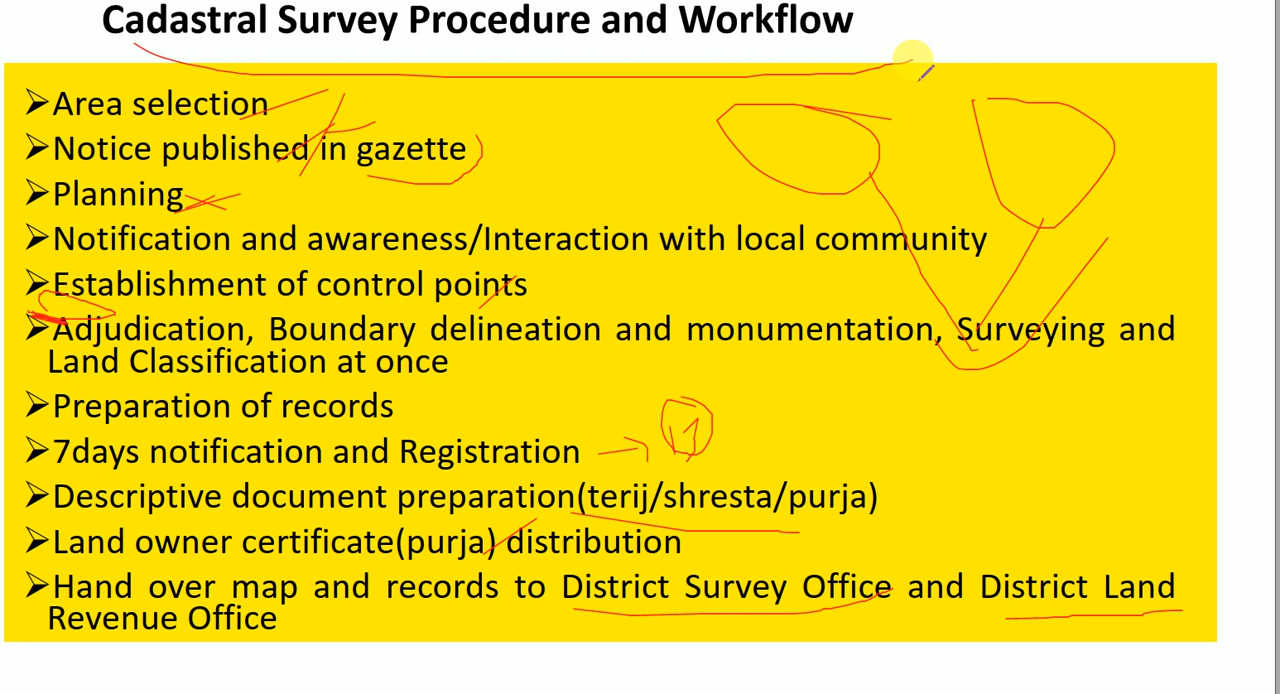 Cadastral Survey Procedure and Workflow
➢Area selection
➢Notice published in gazette
➢Planning
➢Notification and awareness/Interaction with local community
➢Establishment of control points
➢Adjudication, Boundary delineation and monumentation, Surveying and
Land Classification at once
➢Preparation of records
➢7days notification and Registration
➢Descriptive document preparation(terij/shresta/purja)
➢Land owner certificate(purja) distribution
➢Hand over map and records to District Survey Office and District Land
Revenue Office